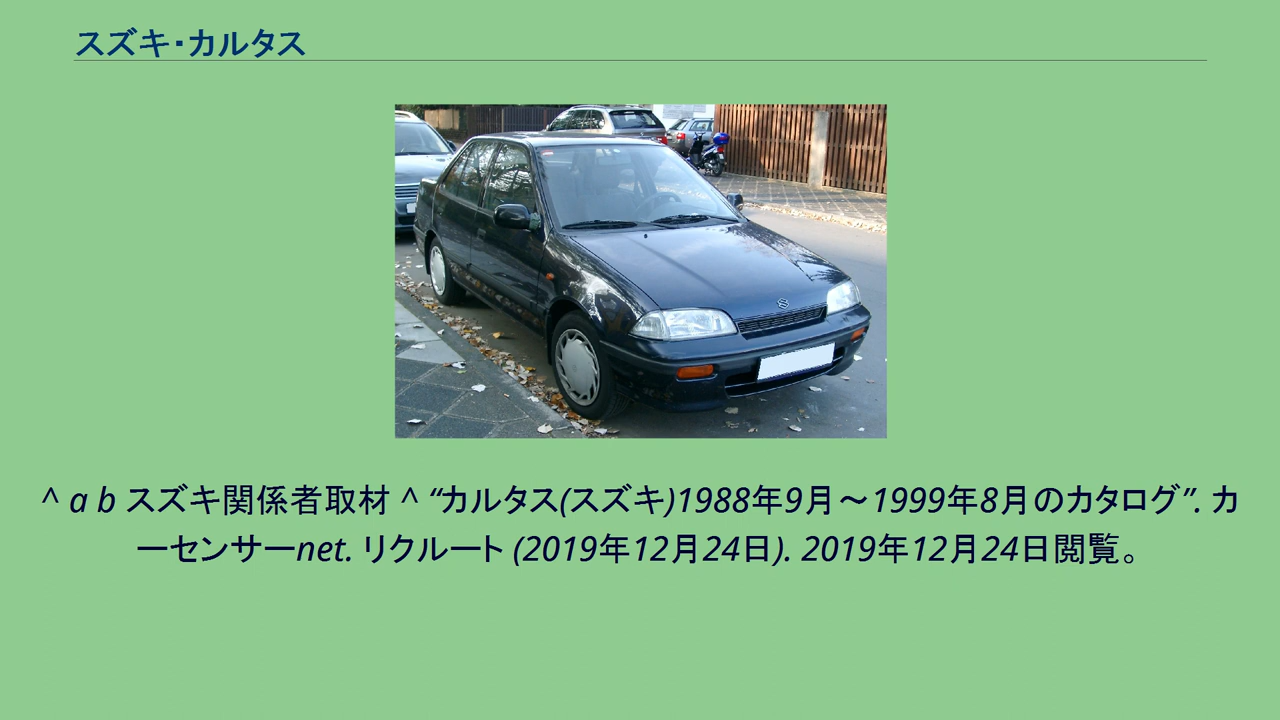 スズキ・カルタス
^ a b スズキ関係者取材 ^ “カルタス(スズキ)1988年9月〜1999年8月のカタログ”. カ
ーセンサーnet. リクルート (2019年12月24日). 2019年12月24日閲覧。